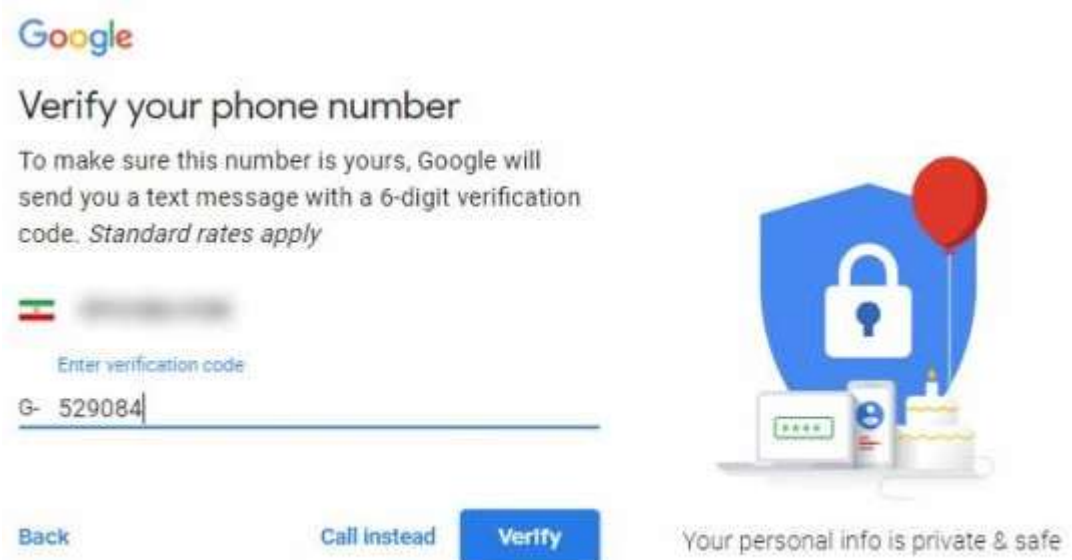 Google
Verify your phone number
To make sure this number is yours, Google will
send you a text message with a 6-digit verification
code. Standard rates apply
Enter verification code
G- 529084
Back
Call instead
Verify
Your personal info is private & safe